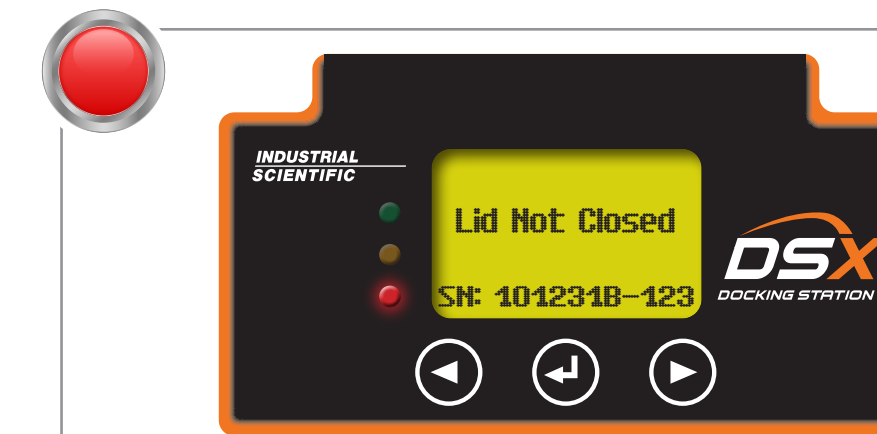 INDUSTRIAL
SCIENTIFIC
Lid Not Closed
SN: 101231B-123
DSX
DOCKING STATION